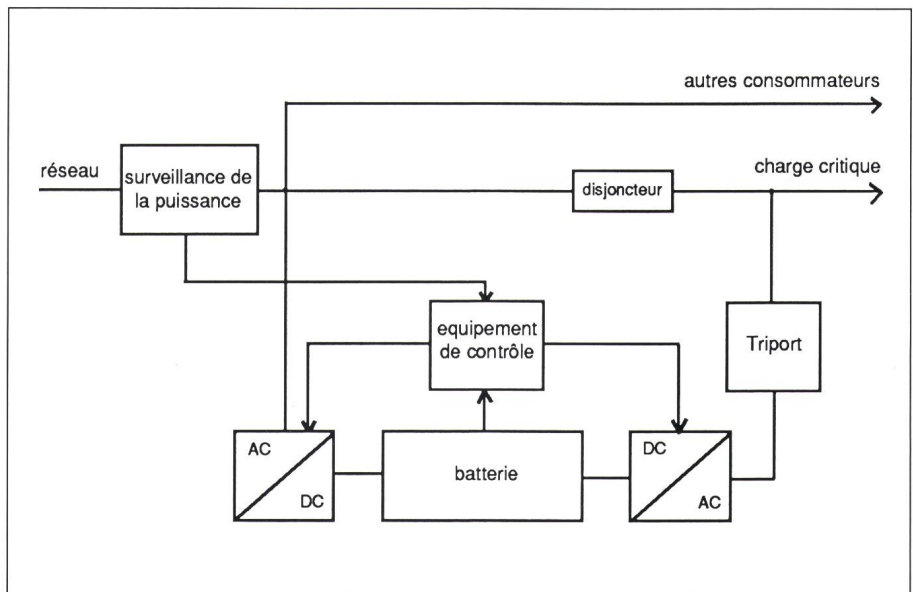 autres consommateurs
réseau
surveillance de
la puissance
disjoncteur
charge critique
equipement
de contrôle
Triport
AC
DC
batterie
DC
AC